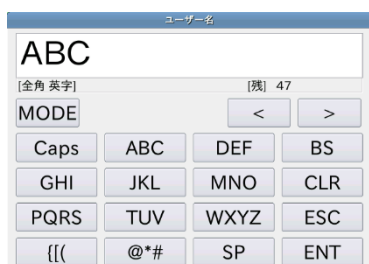 ユーザー名
ABC
[全角 英字] [残] 47
MODE < >
Caps ABC DEF BS
GHI JKL MNO CLR
PQRS TUV WXYZ ESC
{[( @*# SP ENT